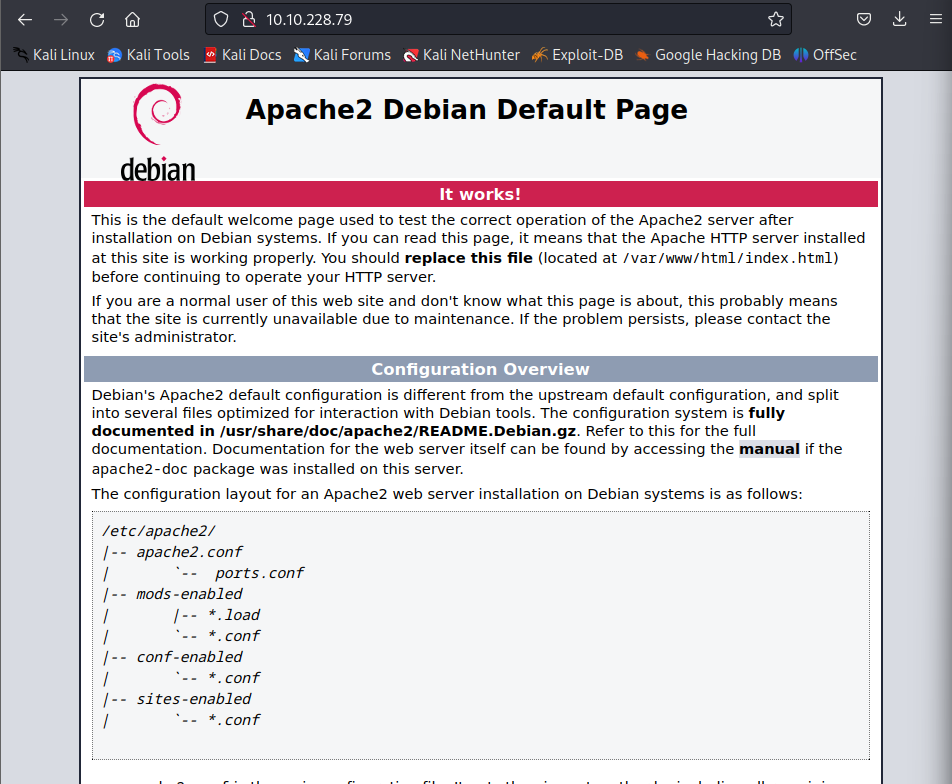 10.10.228.79
Kali Linux Kali Tools Kali Docs Kali Forums Kali NetHunter Exploit-DB Google Hacking DB OffSec
Apache2 Debian Default Page
debian
It works!
This is the default welcome page used to test the correct operation of the Apache2 server after
installation on Debian systems. If you can read this page, it means that the Apache HTTP server installed
at this site is working properly. You should replace this file (located at /var/www/html/index.html)
before continuing to operate your HTTP server.
If you are a normal user of this web site and don't know what this page is about, this probably means
that the site is currently unavailable due to maintenance. If the problem persists, please contact the
site's administrator.
Configuration Overview
Debian's Apache2 default configuration is different from the upstream default configuration, and split
into several files optimized for interaction with Debian tools. The configuration system is fully
documented in /usr/share/doc/apache2/README.Debian.gz. Refer to this for the full
documentation. Documentation for the web server itself can be found by accessing the manual if the
apache2-doc package was installed on this server.
The configuration layout for an Apache2 web server installation on Debian systems is as follows:
/etc/apache2/
|-- apache2.conf
|       `--  ports.conf
|-- mods-enabled
|       |-- *.load
|       `-- *.conf
|-- conf-enabled
|       `-- *.conf
|-- sites-enabled
|       `-- *.conf